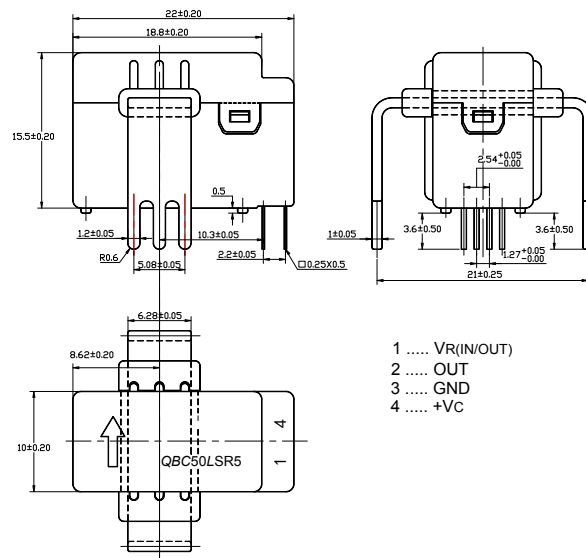 22±0.20
18.8±0.20
15.5±0.20
0.5
1.2±0.05
10.3±0.05
R0.6
5.08±0.05
2.2±0.05
□0.25X0.5
2.54 +0.05 -0.00
3.6±0.50
3.6±0.50
1±0.05
1.27 +0.05 -0.00
21±0.25
6.28±0.05
8.62±0.20
10±0.20
QBC50LSR5
1 4
1 ..... VR(IN/OUT)
2 ..... OUT
3 ..... GND
4 ..... +VC